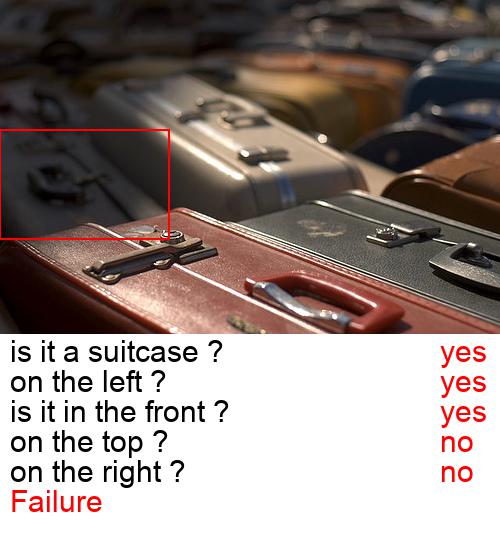 is it a suitcase ? yes
on the left ? yes
is it in the front ? yes
on the top ? no
on the right ? no
Failure